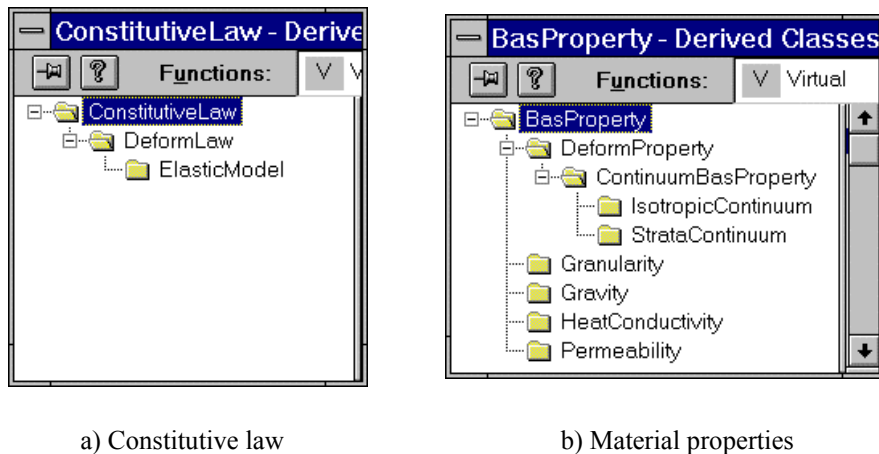 ConstitutiveLaw - Derive
Functions: V V
ConstitutiveLaw
DeformLaw
ElasticModel
a) Constitutive law
BasProperty - Derived Classes
Functions: V Virtual
BasProperty
DeformProperty
ContinuumBasProperty
IsotropicContinuum
StrataContinuum
Granularity
Gravity
HeatConductivity
Permeability
b) Material properties